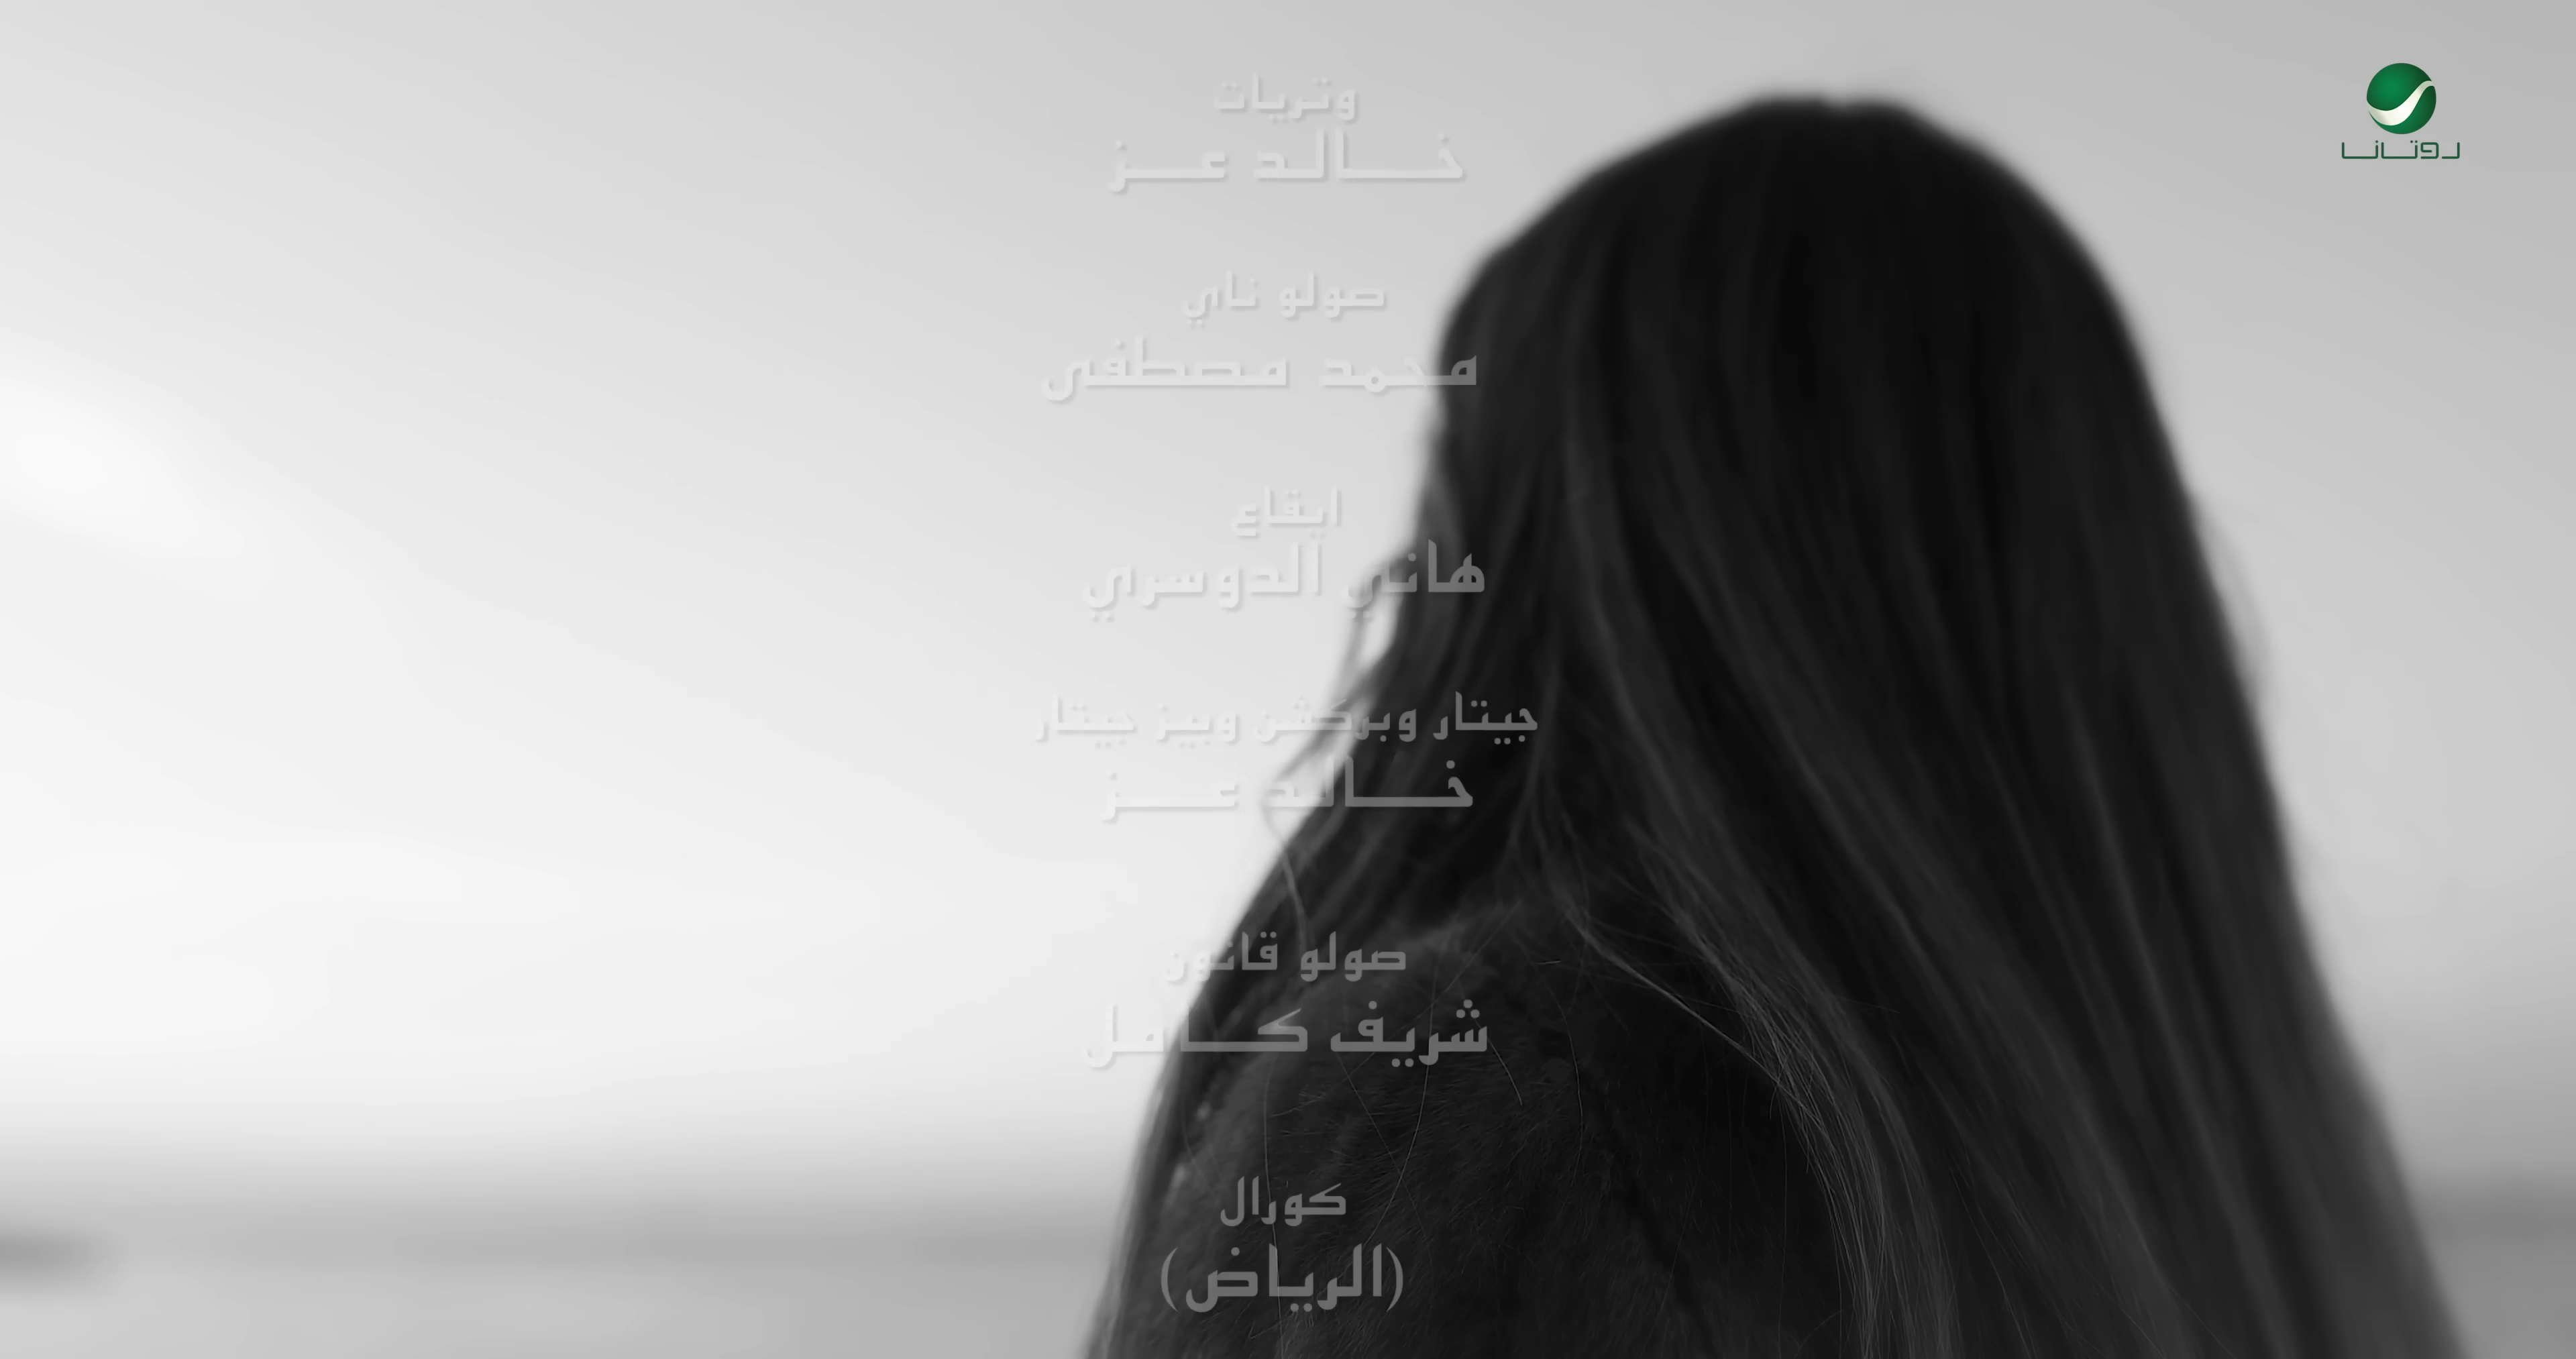 وتريات
خالد عز
صولو ناي
محمد مصطفى
ايقاع
هاني الدوسري
جيتار وبركشن وبيز جيتار
خالد عز
صولو قانون
شريف كامل
كورال
(الرياض)
روتانا